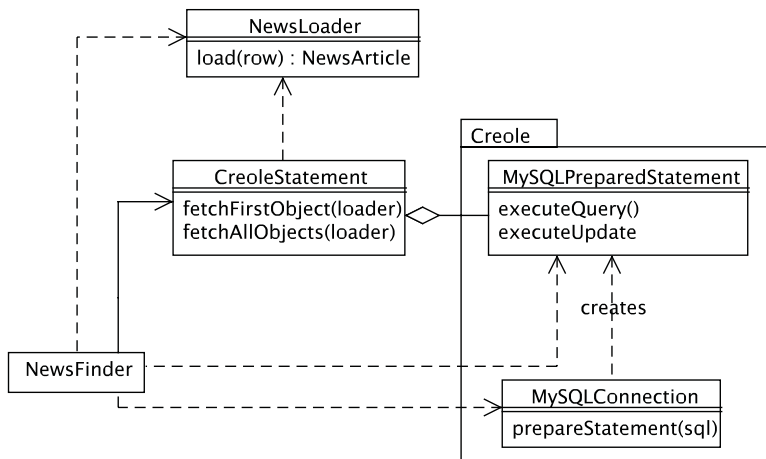 NewsLoader
load(row) : NewsArticle
Creole
CreoleStatement
fetchFirstObject(loader)
fetchAllObjects(loader)
MySQLPreparedStatement
executeQuery()
executeUpdate
creates
NewsFinder
MySQLConnection
prepareStatement(sql)